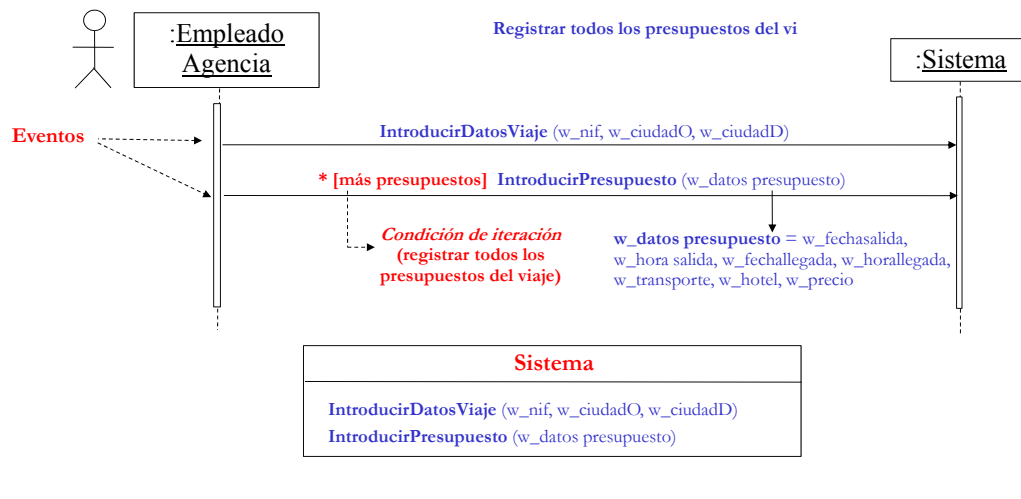 :Empleado
Agencia
Registrar todos los presupuestos del vi
:Sistema
Eventos
IntroducirDatosViaje (w_nif, w_ciudadO, w_ciudadD)
* [más presupuestos] IntroducirPresupuesto (w_datos presupuesto)
Condición de iteración
(registrar todos los
presupuestos del viaje)
w_datos presupuesto = w_fechasalida,
w_hora salida, w_fechallegada, w_horallegada,
w_transporte, w_hotel, w_precio
Sistema
IntroducirDatosViaje (w_nif, w_ciudadO, w_ciudadD)
IntroducirPresupuesto (w_datos presupuesto)